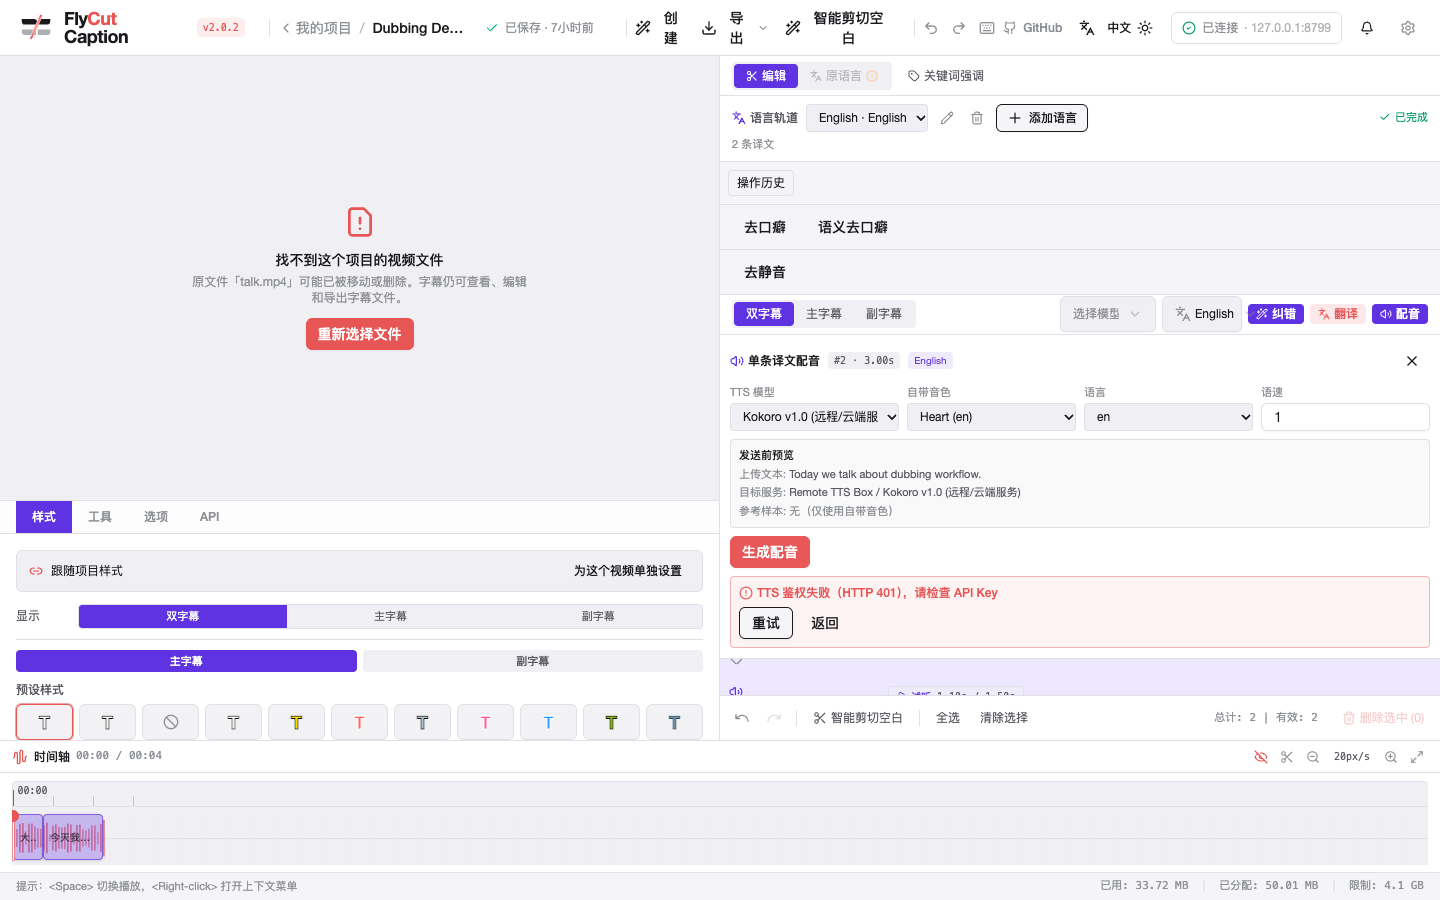 FlyCut Caption
v2.0.2
我的项目 / Dubbing De...
已保存 · 7小时前
创建
导出
智能剪切空白
GitHub
中文
已连接 · 127.0.0.1:8799
找不到这个项目的视频文件
原文件「talk.mp4」可能已被移动或删除。字幕仍可查看、编辑
和导出字幕文件。
重新选择文件
样式
工具
选项
API
跟随项目样式
为这个视频单独设置
显示
双字幕
主字幕
副字幕
主字幕
副字幕
预设样式
T T T T T T T T T T
编辑
原语言
关键词强调
语言轨道
English · English
添加语言
已完成
2 条译文
操作历史
去口癖
语义去口癖
去静音
双字幕
主字幕
副字幕
选择模型
English
纠错
翻译
配音
单条译文配音
#2 · 3.00s
English
TTS 模型
自带音色
语言
语速
Kokoro v1.0 (远程/云端服
Heart (en)
en
1
发送前预览
上传文本: Today we talk about dubbing workflow.
目标服务: Remote TTS Box / Kokoro v1.0 (远程/云端服务)
参考样本: 无（仅使用自带音色）
生成配音
TTS 鉴权失败（HTTP 401），请检查 API Key
重试
返回
智能剪切空白
全选
清除选择
总计: 2 | 有效: 2
删除选中 (0)
时间轴
00:00 / 00:04
20px/s
00:00
大...
今天我...
提示: <Space> 切换播放，<Right-click> 打开上下文菜单
已用: 33.72 MB
已分配: 50.01 MB
限制: 4.1 GB